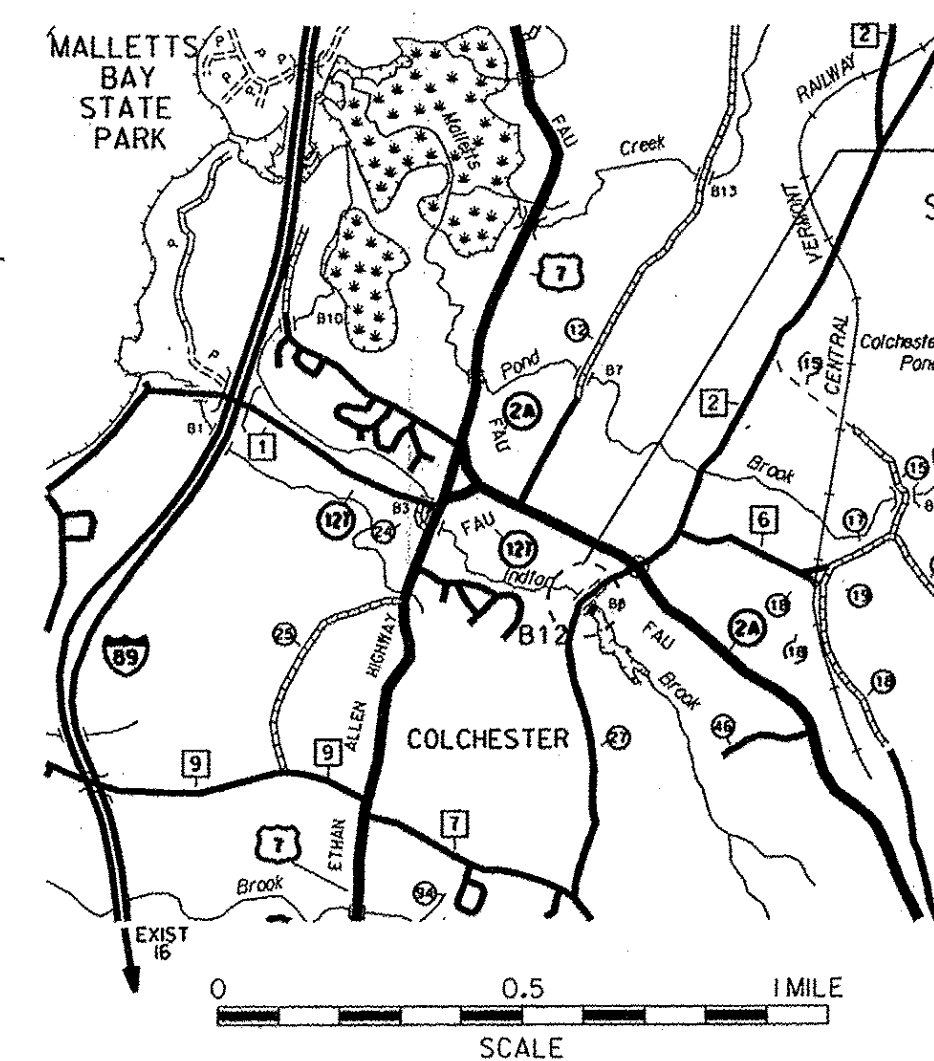 MALLETTS
BAY
STATE
PARK
P
P
P
P
P
P
2
RAILWAY
Malletts
FAU
Creek
B13
VERMONT
7
12
B10
Pond
B7
2A
FAU
2
15
CENTRAL
Colchester
Pond
B1
1
127
24
B3
FAU
127
Indian
Brook
6
17
15
B
19
18
18
18
B12
FAU
2A
25
HIGHWAY
89
ALLEN
COLCHESTER
Brook
27
46
9
9
7
7
ETHAN
Brook
94
EXIST
16
0 0.5 1 MILE
SCALE